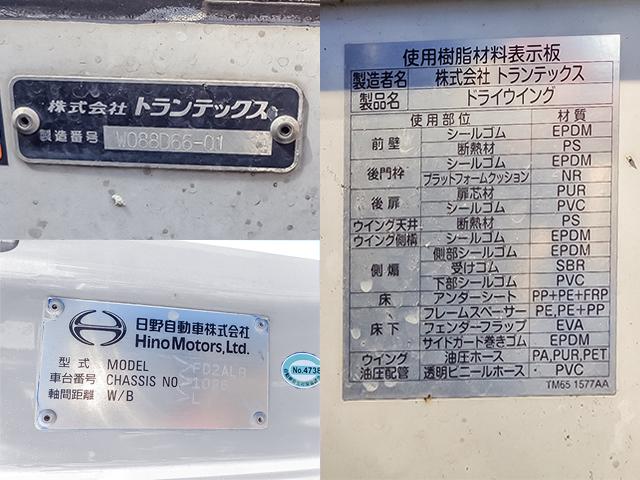 株式会社 トランテックス
製造番号 W088D66-01
日野自動車株式会社
Hino Motors, Ltd.
型式 MODEL
車台番号 CHASSIS NO
軸間距離 W/B L
No.4738
使用樹脂材料表示板
製造者名 株式会社 トランテックス
製品名 ドライウイング
使用部位 材質
前壁 シールゴム EPDM
断熱材 PS
後門枠 シールゴム EPDM
プラットフォームクッション NR
後扉 扉芯材 PUR
シールゴム PVC
ウイング天井 断熱材 PS
ウイング側構 シールゴム EPDM
側煽 側部シールゴム EPDM
受けゴム SBR
下部シールゴム PVC
床 アンダーシート PP+PE+FRP
床下 フレームスペーサー PE,PE+PP
フェンダーフラップ EVA
サイドガード巻きゴム EPDM
ウイング油圧配管 油圧ホース PA,PUR,PET
透明ビニールホース PVC
TM65 1577AA